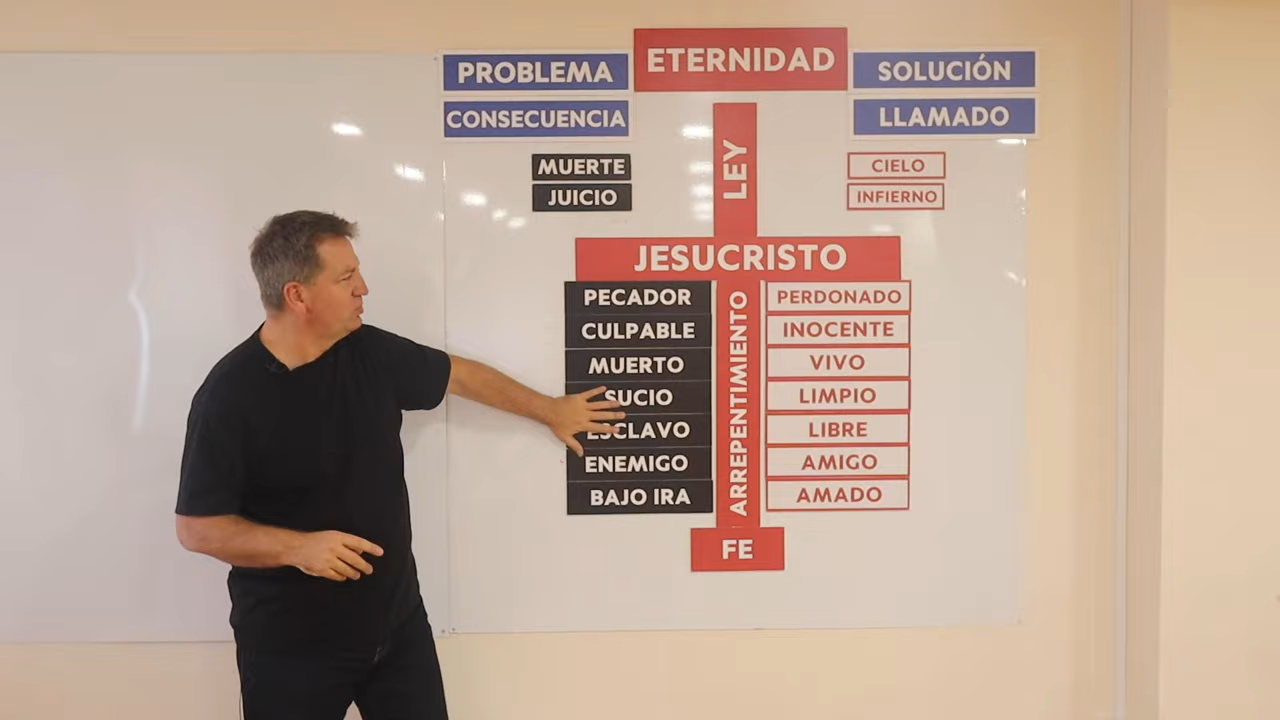 ETERNIDAD
PROBLEMA
SOLUCIÓN
CONSECUENCIA
LLAMADO
LEY
MUERTE
CIELO
JUICIO
INFIERNO
JESUCRISTO
ARREPENTIMIENTO
PECADOR
PERDONADO
CULPABLE
INOCENTE
MUERTO
VIVO
SUCIO
LIMPIO
ESCLAVO
LIBRE
ENEMIGO
AMIGO
BAJO IRA
AMADO
FE